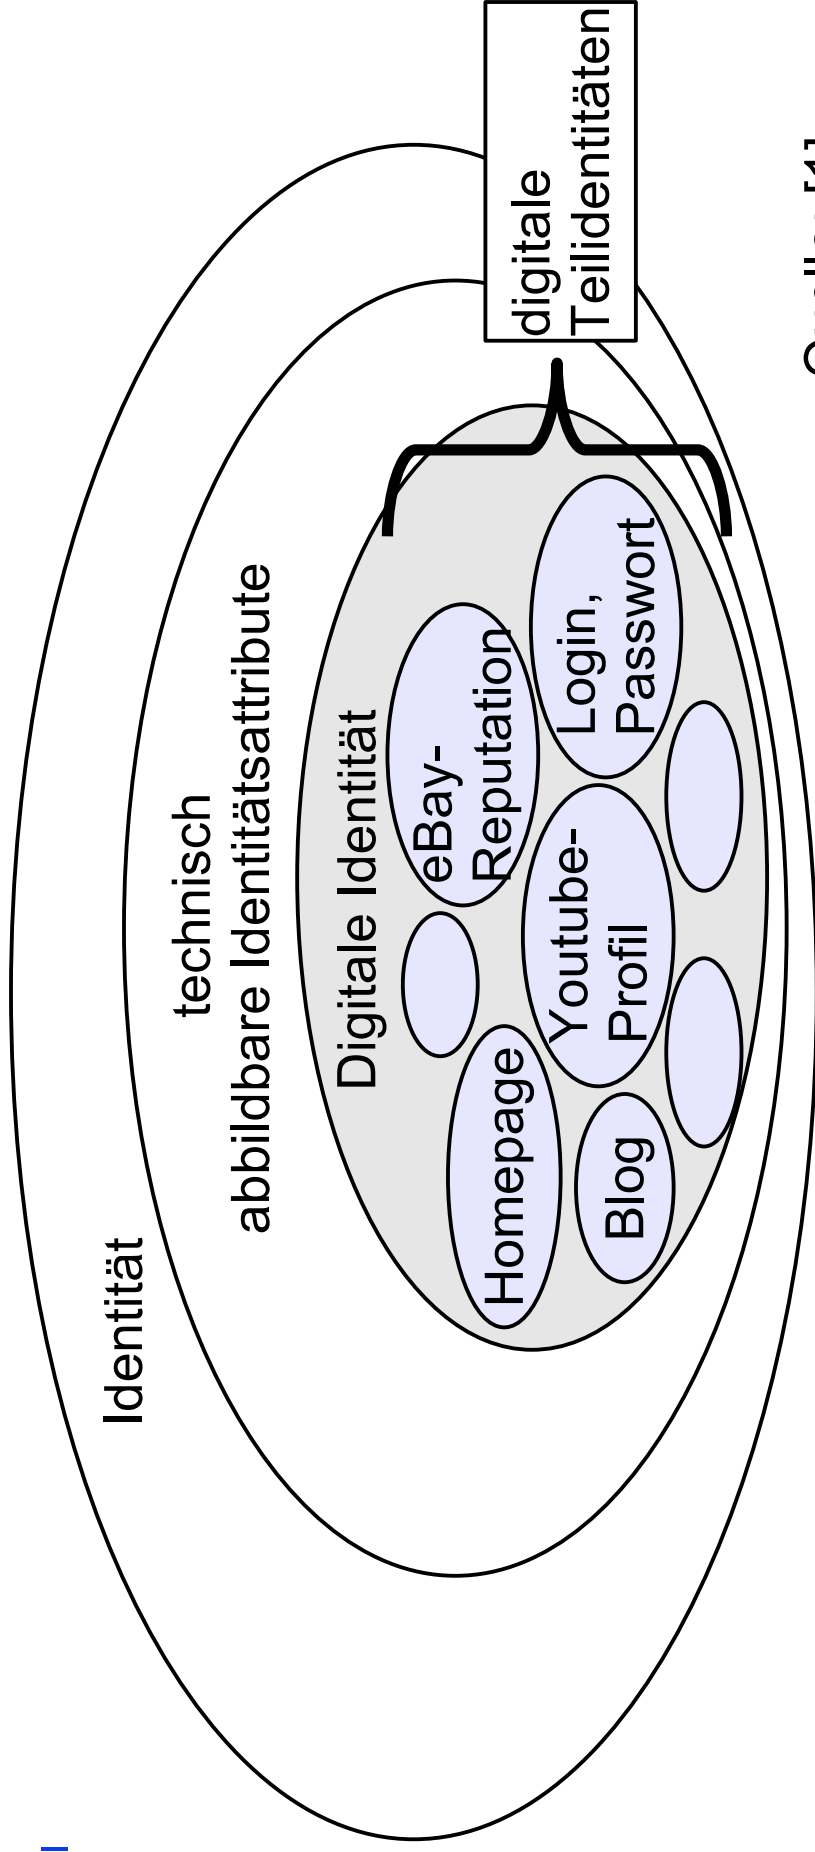 Identität
technisch
abbildbare Identitätsattribute
Digitale Identität
eBay-
Reputation
Homepage
Youtube-
Profil
Login,
Passwort
Blog
digitale
Teilidentitäten